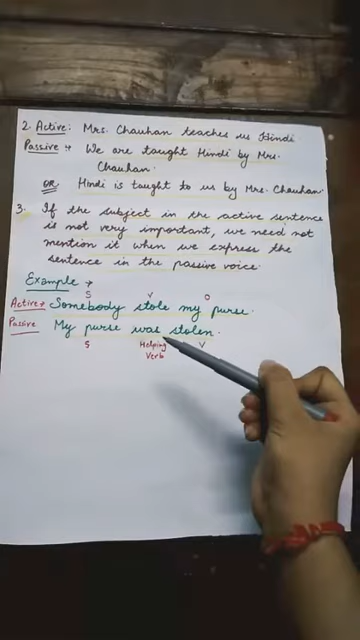 2. Active: Mrs. Chauhan teaches us Hindi.
Passive:- We are taught Hindi by Mrs.
Chauhan.
OR Hindi is taught to us by Mrs. Chauhan.
3. If the subject in the active sentence
is not very important, we need not
mention it when we express the
sentence in the passive voice.
Example →
S V O
Active→ Somebody stole my purse.
Passive My purse was stolen.
S Helping V
Verb